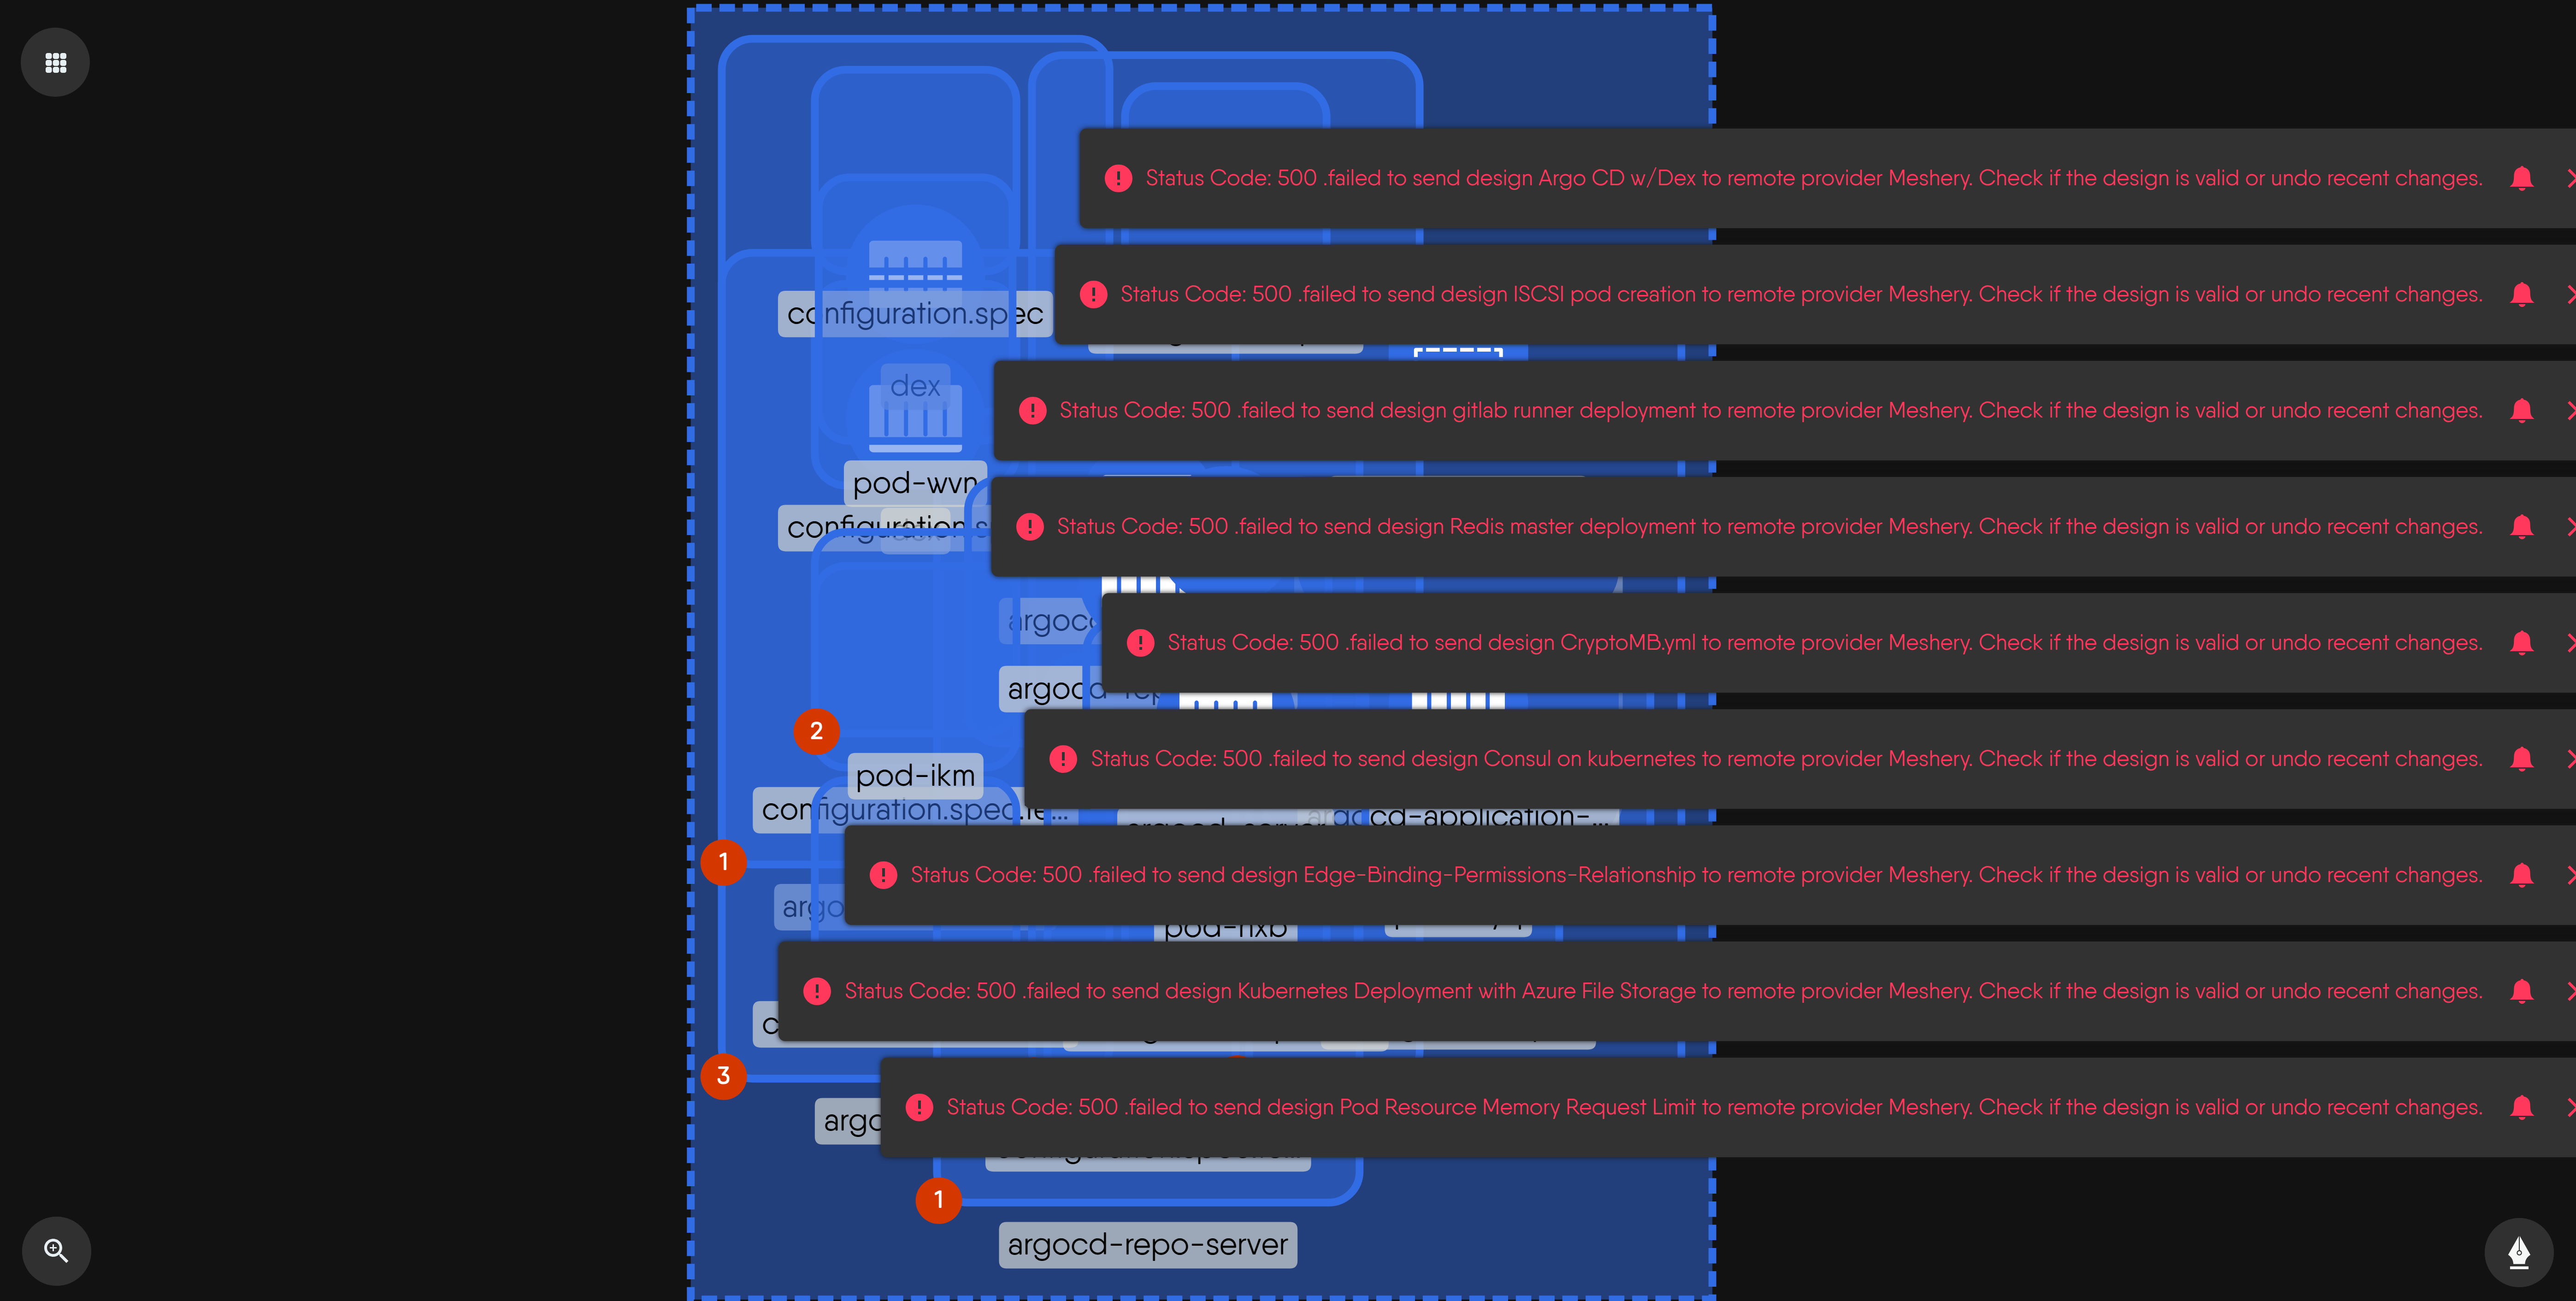 Status Code: 500 .failed to send design Argo CD w/Dex to remote provider Meshery. Check if the design is valid or undo recent changes.
Status Code: 500 .failed to send design ISCSI pod creation to remote provider Meshery. Check if the design is valid or undo recent changes.
configuration.spec
dex
Status Code: 500 .failed to send design gitlab runner deployment to remote provider Meshery. Check if the design is valid or undo recent changes.
pod-wvn
configuration.s
Status Code: 500 .failed to send design Redis master deployment to remote provider Meshery. Check if the design is valid or undo recent changes.
argocd
Status Code: 500 .failed to send design CryptoMB.yml to remote provider Meshery. Check if the design is valid or undo recent changes.
argocd-rep
2
Status Code: 500 .failed to send design Consul on kubernetes to remote provider Meshery. Check if the design is valid or undo recent changes.
pod-ikm
configuration.spec.te...
argocd-server
argocd-application-...
1
Status Code: 500 .failed to send design Edge-Binding-Permissions-Relationship to remote provider Meshery. Check if the design is valid or undo recent changes.
argo
pod-nxb
Status Code: 500 .failed to send design Kubernetes Deployment with Azure File Storage to remote provider Meshery. Check if the design is valid or undo recent changes.
c
3
Status Code: 500 .failed to send design Pod Resource Memory Request Limit to remote provider Meshery. Check if the design is valid or undo recent changes.
argo
1
argocd-repo-server